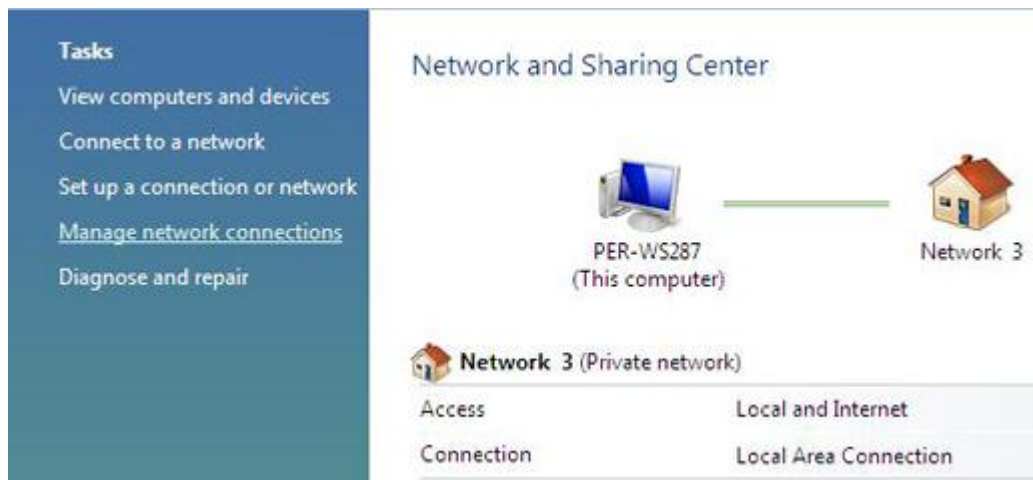 Tasks
View computers and devices
Connect to a network
Set up a connection or network
Manage network connections
Diagnose and repair
Network and Sharing Center
PER-WS287
(This computer)
Network 3
Network 3 (Private network)
Access Local and Internet
Connection Local Area Connection